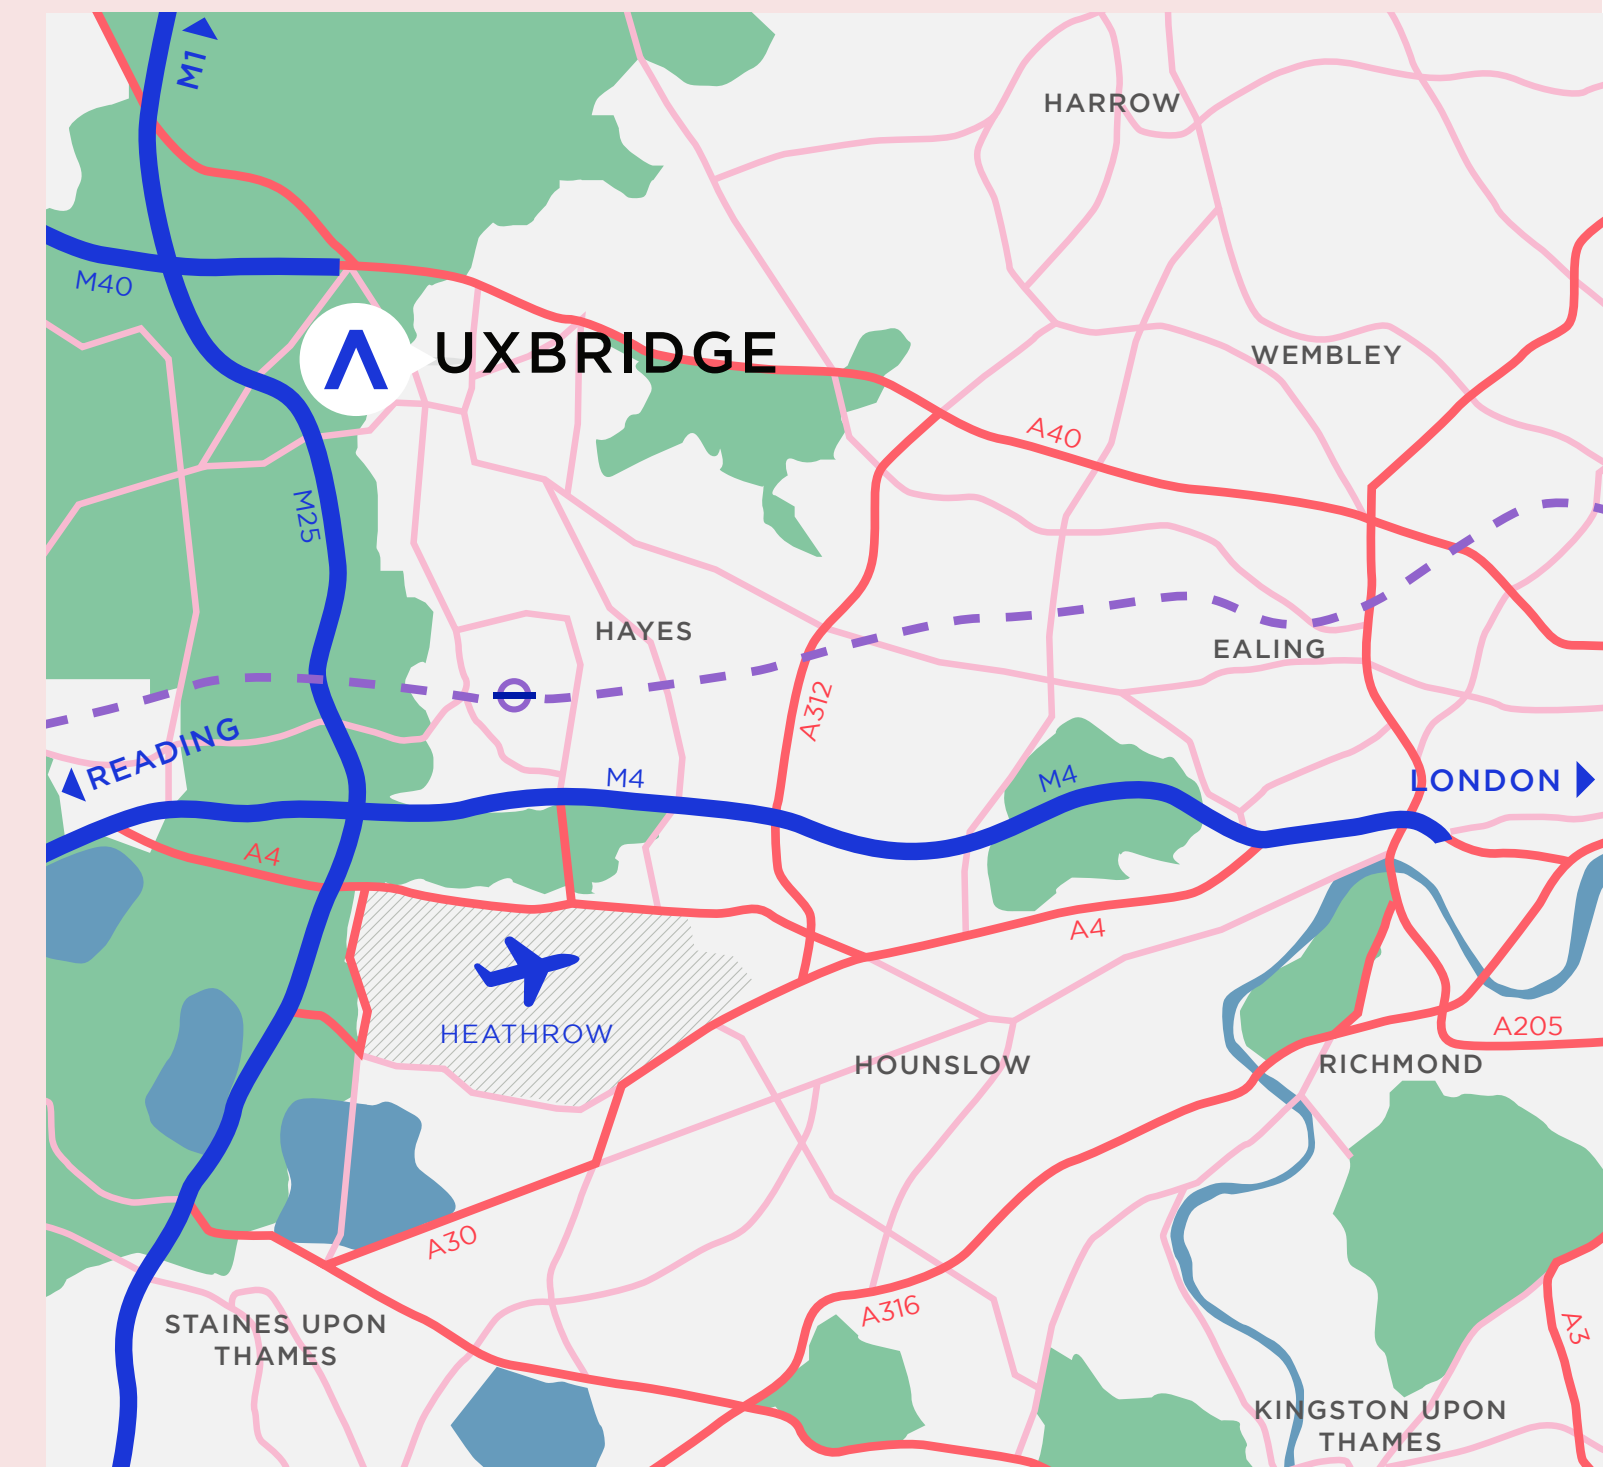 M1
HARROW
M40
UXBRIDGE
WEMBLEY
A40
M25
HAYES
EALING
A312
READING
M4
M4
LONDON
A4
A4
HEATHROW
A205
HOUNSLOW
RICHMOND
A30
A316
STAINES UPON
THAMES
A3
KINGSTON UPON
THAMES